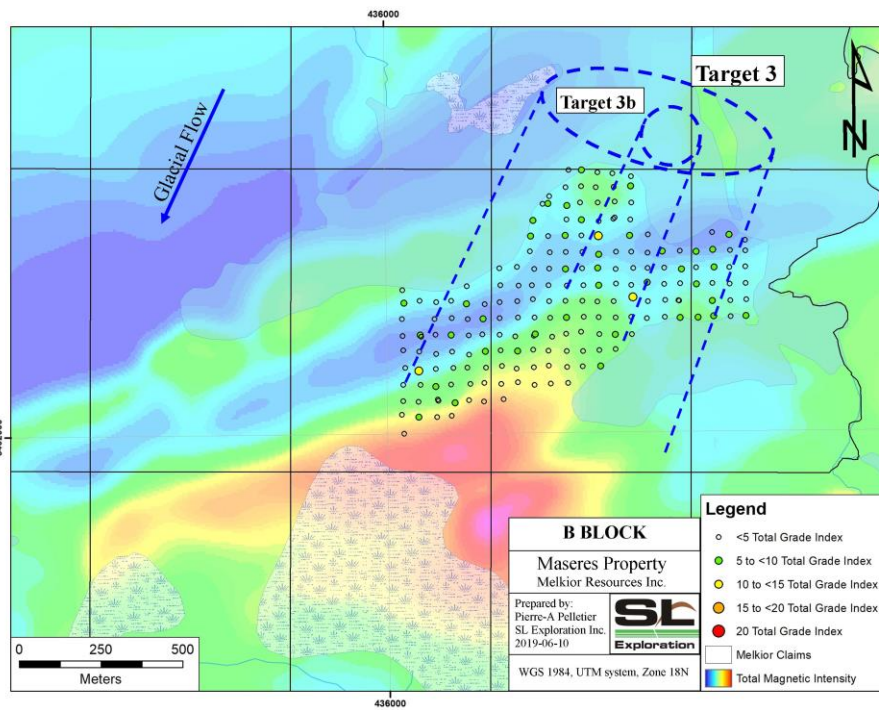 436000
Glacial Flow
Target 3
Target 3b
N
B BLOCK
Maseres Property
Melkior Resources Inc.
Prepared by:
Pierre-A Pelletier
SL Exploration Inc.
2019-06-10
SL
Exploration
WGS 1984, UTM system, Zone 18N
Legend
<5 Total Grade Index
5 to <10 Total Grade Index
10 to <15 Total Grade Index
15 to <20 Total Grade Index
20 Total Grade Index
Melkior Claims
Total Magnetic Intensity
0 250 500
Meters
436000